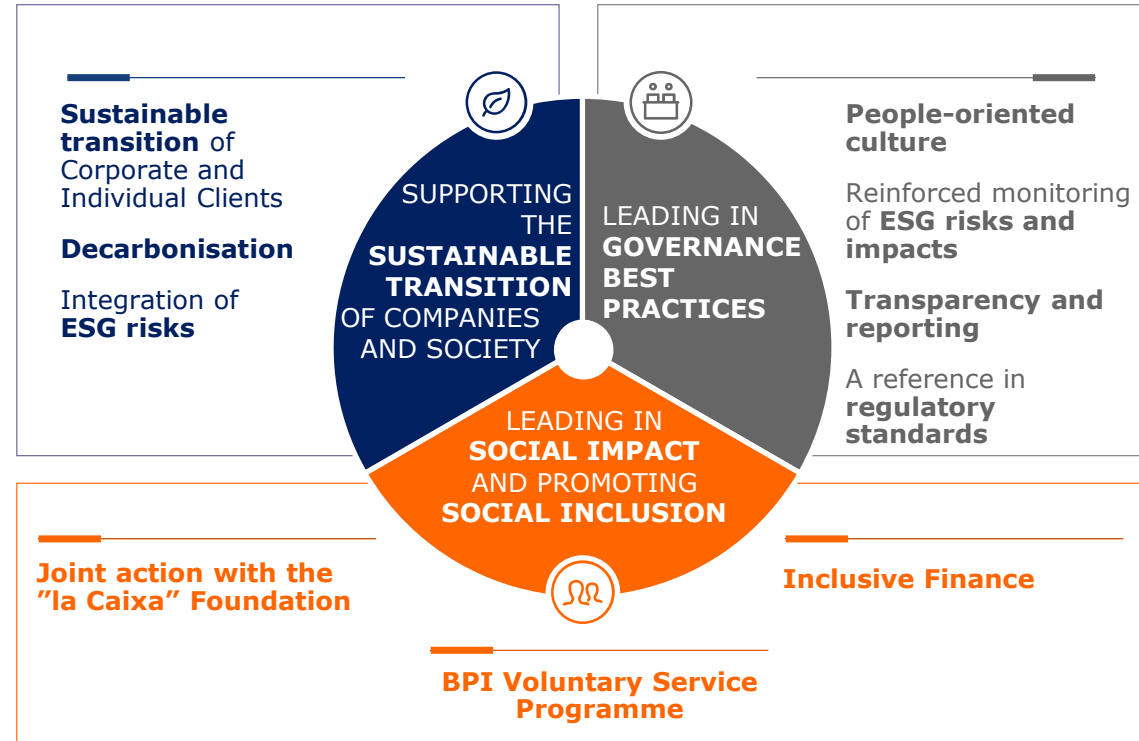 Sustainable
transition of
Corporate and
Individual Clients
Decarbonisation
Integration of
ESG risks
SUPPORTING
THE
SUSTAINABLE
TRANSITION
OF COMPANIES
AND SOCIETY
LEADING IN
GOVERNANCE
BEST
PRACTICES
People-oriented
culture
Reinforced monitoring
of ESG risks and
impacts
Transparency and
reporting
A reference in
regulatory
standards
LEADING IN
SOCIAL IMPACT
AND PROMOTING
SOCIAL INCLUSION
Joint action with the
”la Caixa” Foundation
Inclusive Finance
BPI Voluntary Service
Programme